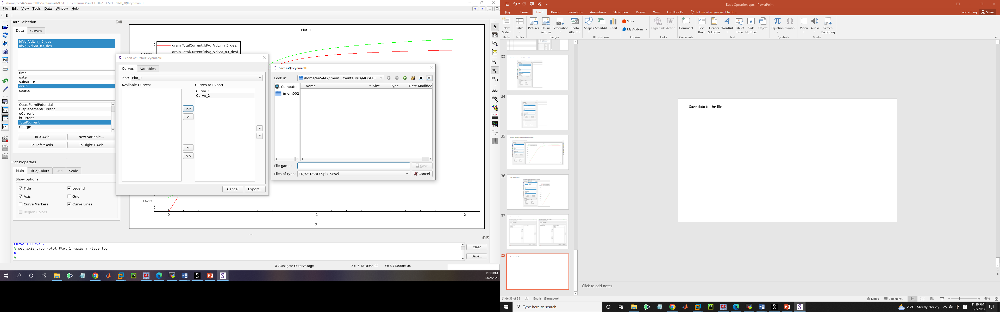 /home/ee5442/imem002/Sentaurus/MOSFET - Sentaurus Visual T-2022.03-SP1 - SWB_3@Feynman01
File Edit View Tools Data Window Help
E
Data Selection
Data Curves
IdVg_VdLin_n3_des
IdVg_VdSat_n3_des
time
gate
substrate
drain
source
QuasiFermiPotential
DisplacementCurrent
eCurrent
hCurrent
TotalCurrent
Charge
To X-Axis New Variable...
To Left Y-Axis To Right Y-Axis
Plot Properties
Main Title/Colors Grid Scale
Show options
Title Legend
Axis Grid
Curve Markers Curve Lines
Region Colors
Plot_1
drain TotalCurrent(IdVg_VdLin_n3_des)
drain TotalCurrent(IdVg_VdSat_n3_des)
1e-12
0 1 2
X
Export XY Data@Feynman01
Curves Variables
Plot: Plot_1
Available Curves: Curves to Export:
Curve_1
Curve_2
>>
>
<
<<
Cancel Export...
Save as@Feynman01
Look in: /home/ee5442/imem.../Sentaurus/MOSFET
Computer
imem002
Name Size Type Date Modified
File name: Save
Files of type: 1D/XY Data (*.plx *.csv) Cancel
log X
log Y
log Y2
Prop
Data
Tcl
Curve_1 Curve_2
% set_axis_prop -plot Plot_1 -axis y -type log
0
%
Clear
Save...
X-Axis: gate OuterVoltage X= -6.131095e-02 Y= 6.774958e-04
11:10 PM
13/2/2023
Basic Opeartion.pptx - PowerPoint
File Home Insert Design Transitions Animations Slide Show Review View EndNote X9 Tell me what you want to do...
Jiao Leming Share
New Slide
Table
Pictures
Online Pictures
Screenshot
Photo Album
Shapes
SmartArt
Chart
Store
My Add-ins
Hyperlink
Action
Comment
Text Box
Header & Footer
WordArt
Date & Time
Slide Number
Object
Equation
Symbol
Video
Audio
Screen Recording
Slides Tables Images Illustrations Add-ins Links Comments Text Symbols Media
33
34
35
36
37
38
Save data to the file
Click to add notes
Slide 38 of 38 English (Singapore) Notes Comments 66%
Type here to search
26°C Mostly cloudy
中
11:10 PM
13/2/2023